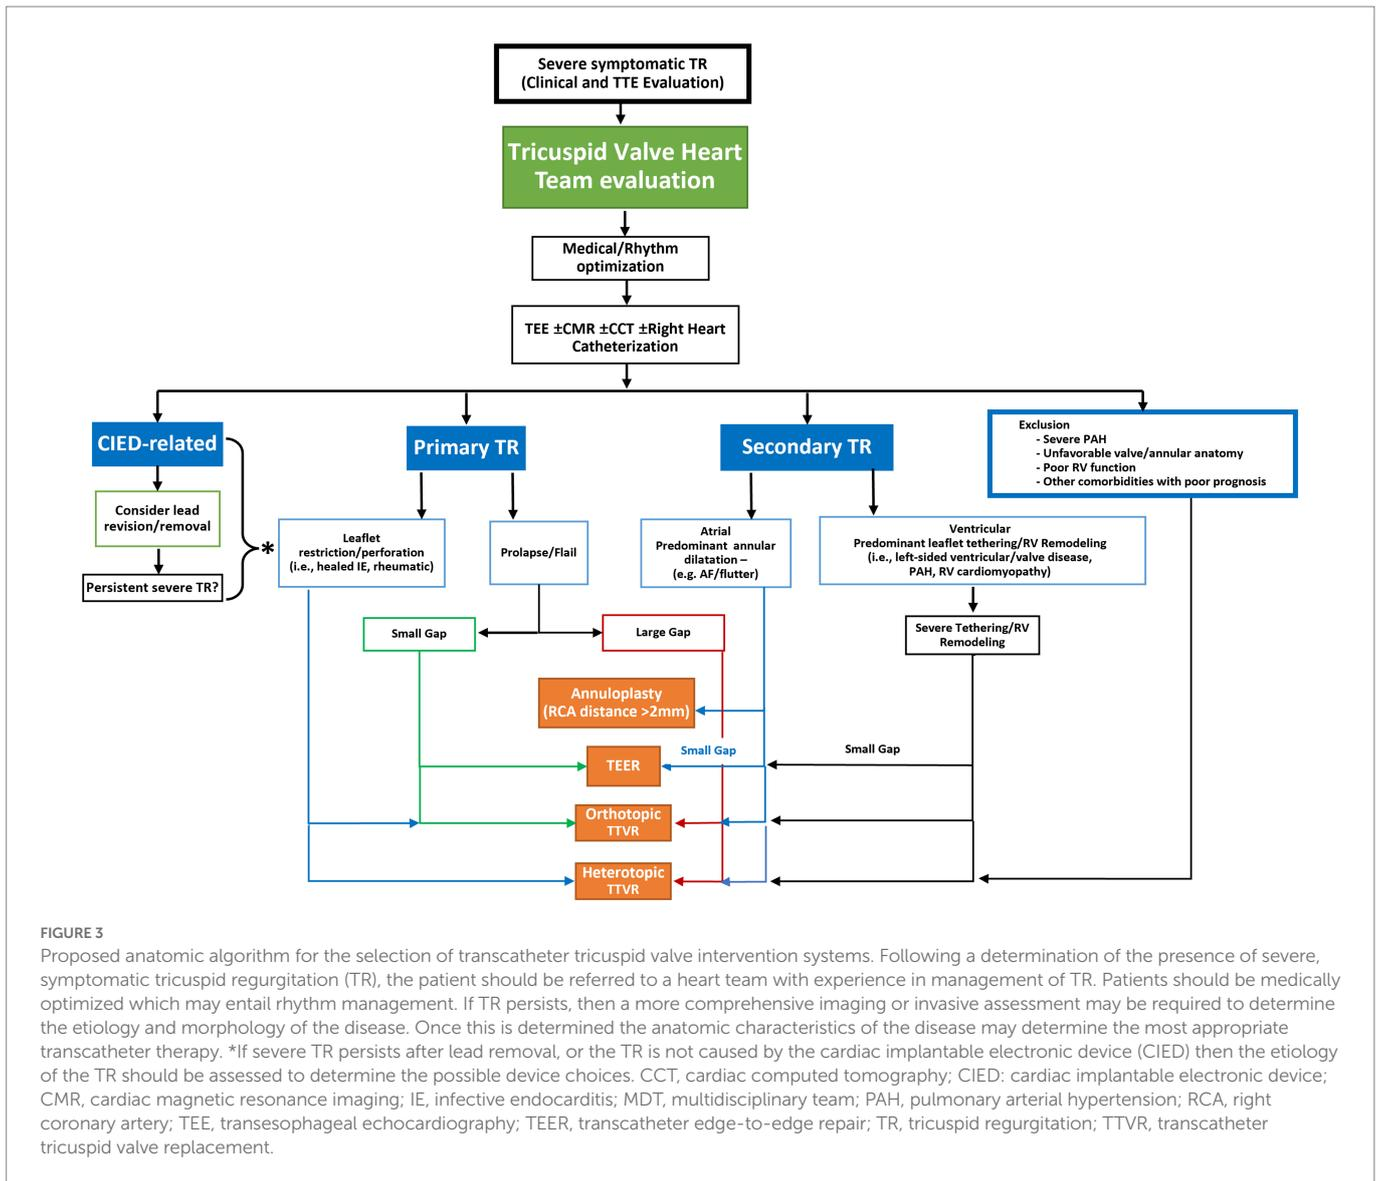 Severe symptomatic TR
(Clinical and TTE Evaluation)
Tricuspid Valve Heart
Team evaluation
Medical/Rhythm
optimization
TEE ±CMR ±CCT ±Right Heart
Catheterization
CIED-related
Consider lead
revision/removal
Persistent severe TR?
*
Primary TR
Leaflet
restriction/perforation
(i.e., healed IE, rheumatic)
Prolapse/Flail
Secondary TR
Atrial
Predominant annular
dilatation –
(e.g. AF/flutter)
Ventricular
Predominant leaflet tethering/RV Remodeling
(i.e., left-sided ventricular/valve disease,
PAH, RV cardiomyopathy)
Exclusion
- Severe PAH
- Unfavorable valve/annular anatomy
- Poor RV function
- Other comorbidities with poor prognosis
Small Gap
Large Gap
Severe Tethering/RV
Remodeling
Annuloplasty
(RCA distance >2mm)
TEER
Small Gap
Small Gap
Orthotopic
TTVR
Heterotopic
TTVR
FIGURE 3
Proposed anatomic algorithm for the selection of transcatheter tricuspid valve intervention systems. Following a determination of the presence of severe,
symptomatic tricuspid regurgitation (TR), the patient should be referred to a heart team with experience in management of TR. Patients should be medically
optimized which may entail rhythm management. If TR persists, then a more comprehensive imaging or invasive assessment may be required to determine
the etiology and morphology of the disease. Once this is determined the anatomic characteristics of the disease may determine the most appropriate
transcatheter therapy. *If severe TR persists after lead removal, or the TR is not caused by the cardiac implantable electronic device (CIED) then the etiology
of the TR should be assessed to determine the possible device choices. CCT, cardiac computed tomography; CIED: cardiac implantable electronic device;
CMR, cardiac magnetic resonance imaging; IE, infective endocarditis; MDT, multidisciplinary team; PAH, pulmonary arterial hypertension; RCA, right
coronary artery; TEE, transesophageal echocardiography; TEER, transcatheter edge-to-edge repair; TR, tricuspid regurgitation; TTVR, transcatheter
tricuspid valve replacement.